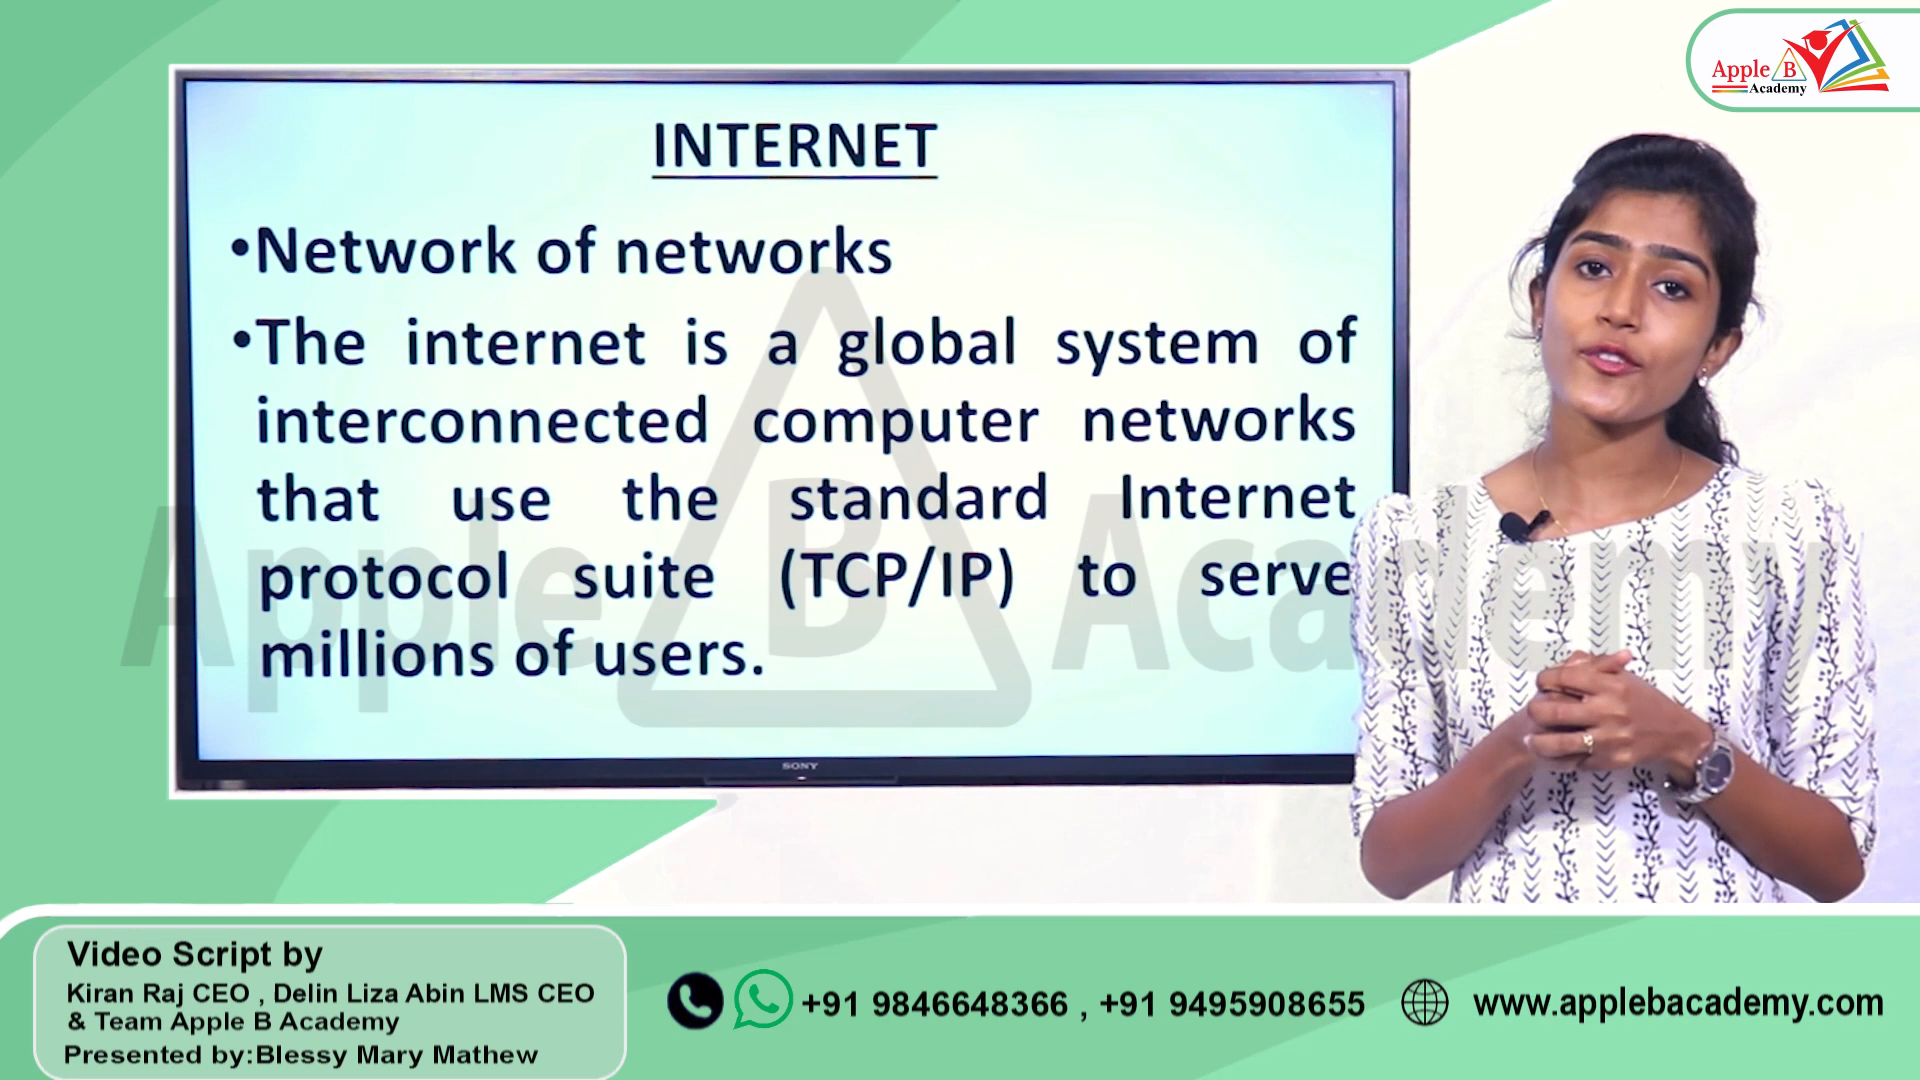 Apple B
Academy
INTERNET
•Network of networks
•The internet is a global system of
interconnected computer networks
that use the standard Internet
protocol suite (TCP/IP) to serve
millions of users.
Apple B Academy
SONY
Video Script by
Kiran Raj CEO , Delin Liza Abin LMS CEO
& Team Apple B Academy
Presented by:Blessy Mary Mathew
+91 9846648366 , +91 9495908655
www.applebacademy.com